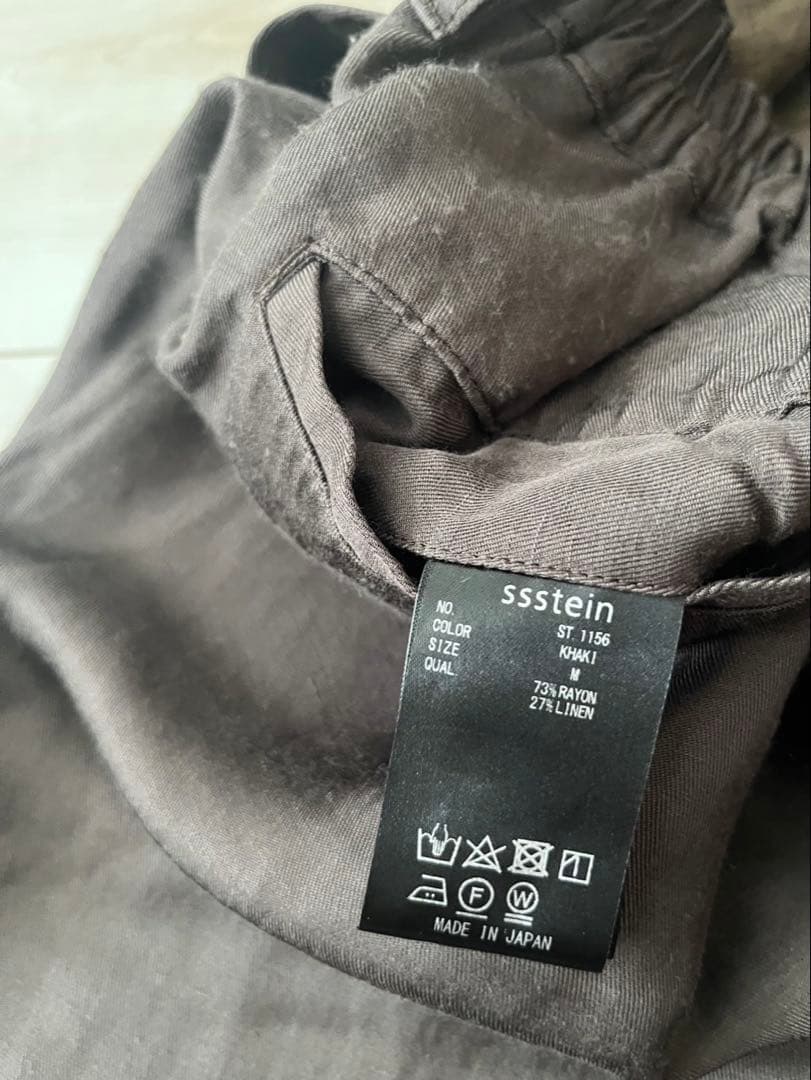 ssstein
NO. ST.1156
COLOR KHAKI
SIZE M
QUAL 73%RAYON
27%LINEN
F W
MADE IN JAPAN